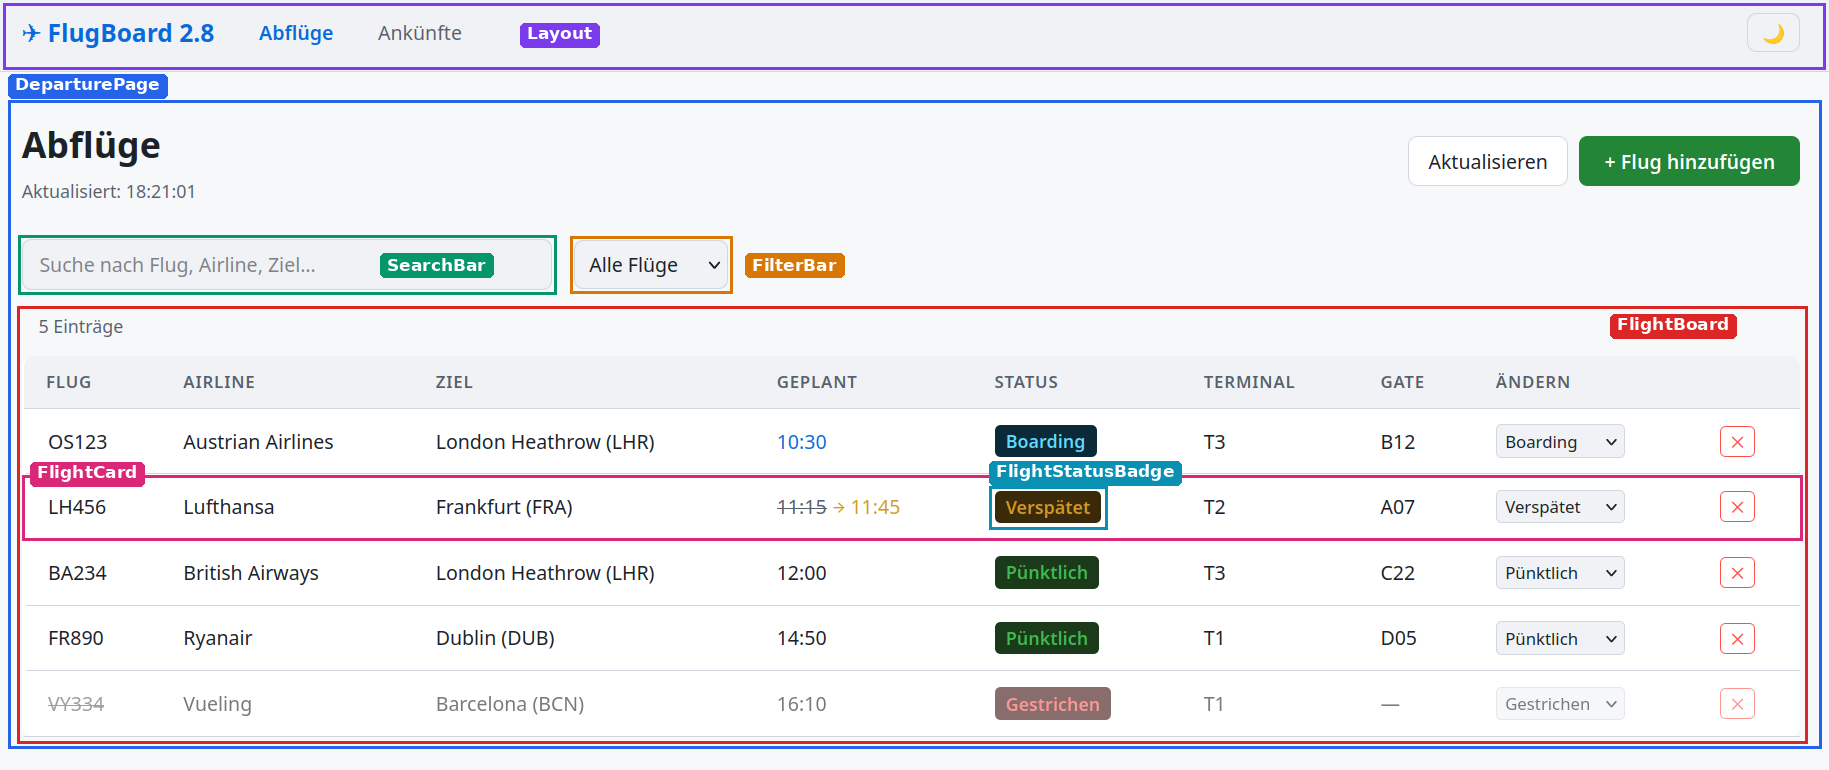 ✈ FlugBoard 2.8 Abflüge Ankünfte Layout 🌙
DeparturePage
Abflüge
Aktualisiert: 18:21:01
Aktualisieren + Flug hinzufügen
Suche nach Flug, Airline, Ziel... SearchBar Alle Flüge FilterBar
5 Einträge FlightBoard
FLUG AIRLINE ZIEL GEPLANT STATUS TERMINAL GATE ÄNDERN
OS123 Austrian Airlines London Heathrow (LHR) 10:30 Boarding T3 B12 Boarding ×
FlightCard FlightStatusBadge
LH456 Lufthansa Frankfurt (FRA) 11:15 → 11:45 Verspätet T2 A07 Verspätet ×
BA234 British Airways London Heathrow (LHR) 12:00 Pünktlich T3 C22 Pünktlich ×
FR890 Ryanair Dublin (DUB) 14:50 Pünktlich T1 D05 Pünktlich ×
VY334 Vueling Barcelona (BCN) 16:10 Gestrichen T1 — Gestrichen ×